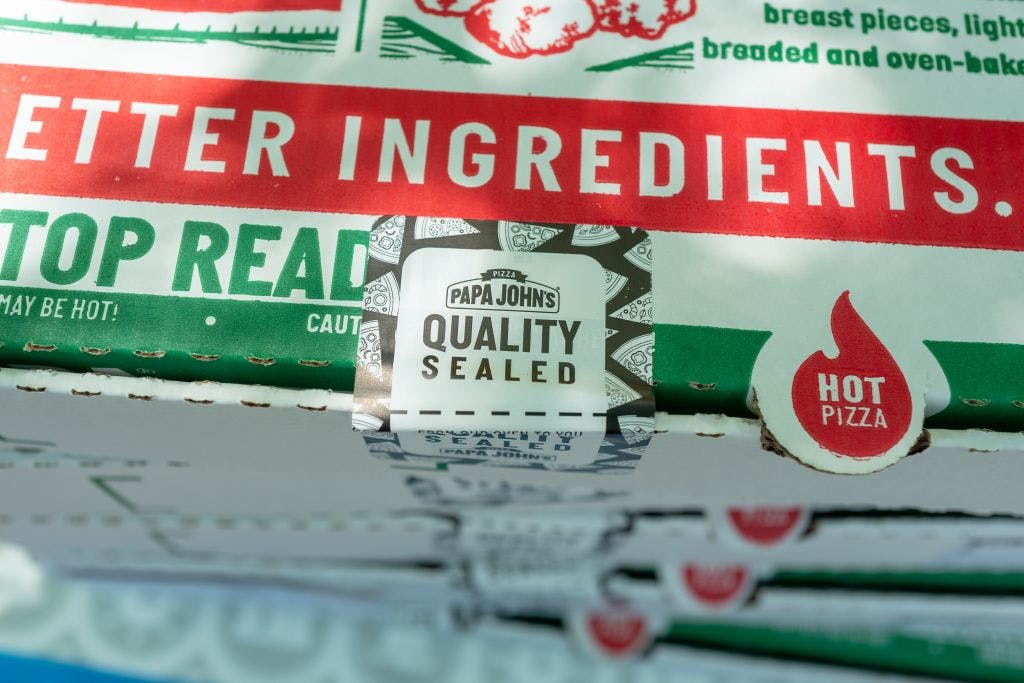 breast pieces, light
breaded and oven-bake
ETTER INGREDIENTS.
TOP READ
MAY BE HOT!
CAUT
PIZZA
PAPA JOHN'S
QUALITY
SEALED
HOT
PIZZA
SEALED
PAPA JOHN'S